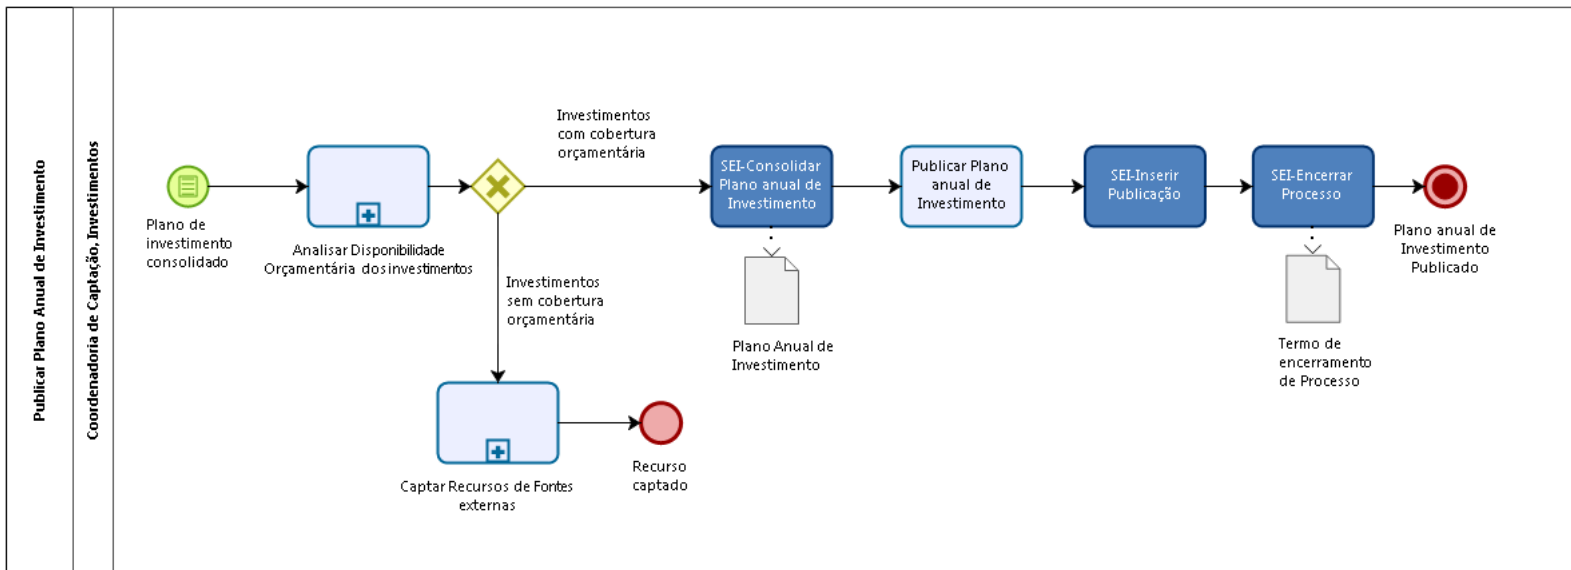 Publicar Plano Anual de Investimento
Coordenadoria de Captação, Investimentos
Plano de
investimento
consolidado
Analisar Disponibilidade
Orçamentária dos investimentos
Investimentos
com cobertura
orçamentária
Investimentos
sem cobertura
orçamentária
Captar Recursos de Fontes
externas
Recurso
captado
SEI-Consolidar
Plano anual de
Investimento
Plano Anual de
Investimento
Publicar Plano
anual de
Investimento
SEI-Inserir
Publicação
SEI-Encerrar
Processo
Termo de
encerramento
de Processo
Plano anual de
Investimento
Publicado